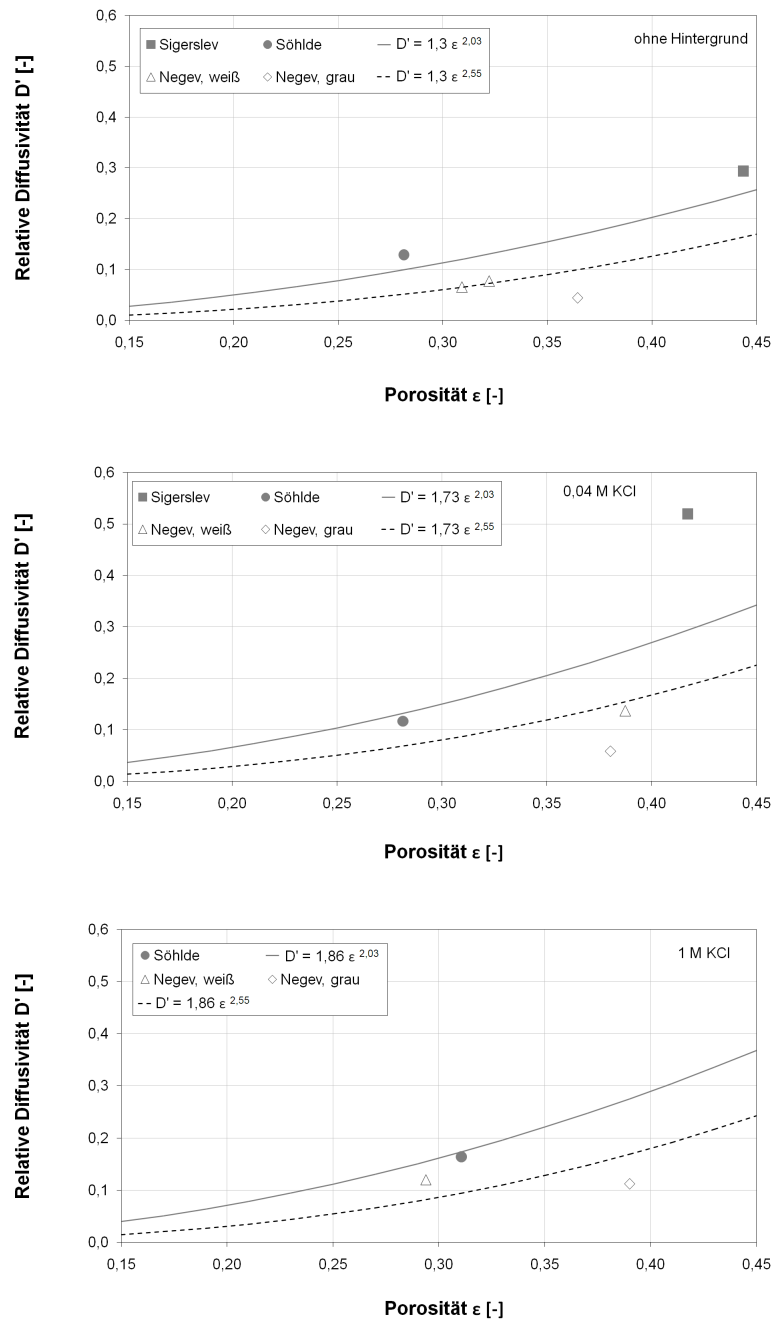 0,6
ohne Hintergrund
Sigerslev Söhlde D' = 1,3 ε 2,03
Negev, weiß Negev, grau D' = 1,3 ε 2,55
0,5
0,4
0,3
0,2
0,1
0,0
Relative Diffusivität D' [-]
0,15 0,20 0,25 0,30 0,35 0,40 0,45
Porosität ε [-]
0,6
0,04 M KCl
Sigerslev Söhlde D' = 1,73 ε 2,03
Negev, weiß Negev, grau D' = 1,73 ε 2,55
0,5
0,4
0,3
0,2
0,1
0,0
Relative Diffusivität D' [-]
0,15 0,20 0,25 0,30 0,35 0,40 0,45
Porosität ε [-]
0,6
1 M KCl
Söhlde D' = 1,86 ε 2,03
Negev, weiß Negev, grau
D' = 1,86 ε 2,55
0,5
0,4
0,3
0,2
0,1
0,0
Relative Diffusivität D' [-]
0,15 0,20 0,25 0,30 0,35 0,40 0,45
Porosität ε [-]